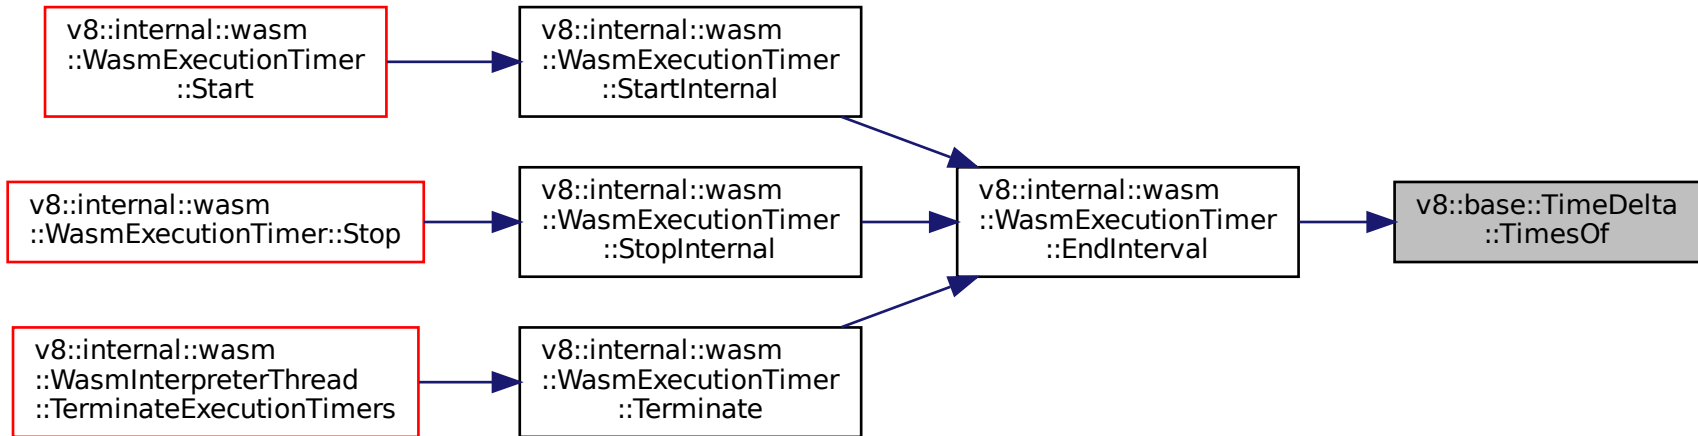 v8::internal::wasm
::WasmExecutionTimer
::Start
v8::internal::wasm
::WasmExecutionTimer
::StartInternal
v8::internal::wasm
::WasmExecutionTimer::Stop
v8::internal::wasm
::WasmExecutionTimer
::StopInternal
v8::internal::wasm
::WasmExecutionTimer
::EndInterval
v8::base::TimeDelta
::TimesOf
v8::internal::wasm
::WasmInterpreterThread
::TerminateExecutionTimers
v8::internal::wasm
::WasmExecutionTimer
::Terminate